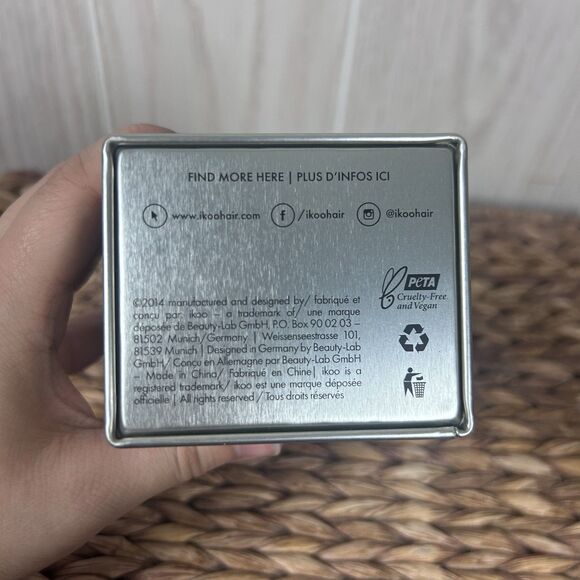 FIND MORE HERE | PLUS D'INFOS ICI
www.ikoohair.com
f /ikoohair
@ikoohair
PETA
Cruelty-Free
and Vegan
©2014 manufactured and designed by/ fabriqué et
conçu par: ikoo – a trademark of/ une marque
déposée de Beauty-Lab GmbH, P.O. Box 90 02 03 –
81502 Munich/Germany | Weissenseestrasse 101,
81539 Munich | Designed in Germany by Beauty-Lab
GmbH/ Conçu en Allemagne par Beauty-Lab GmbH
– Made in China/ Fabriqué en Chine| ikoo is a
registered trademark/ ikoo est une marque déposée
officielle | All rights reserved/ Tous droits réservés